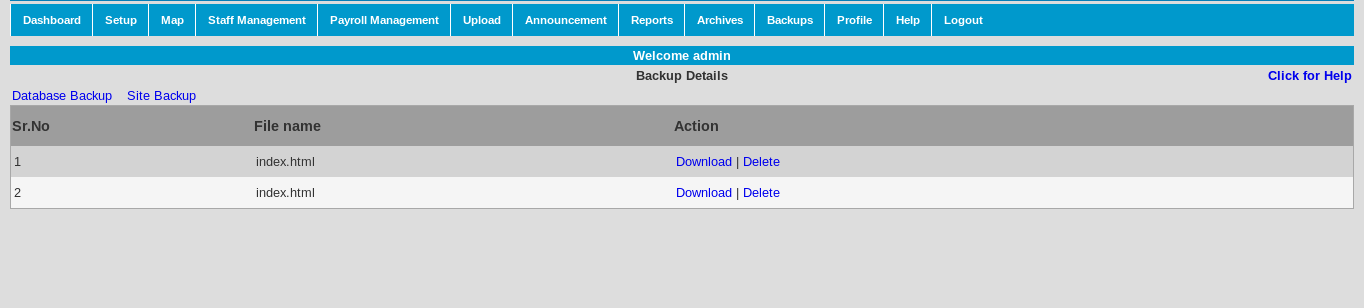 Dashboard Setup Map Staff Management Payroll Management Upload Announcement Reports Archives Backups Profile Help Logout
Welcome admin
Backup Details Click for Help
Database Backup Site Backup
Sr.No File name Action
1 index.html Download | Delete
2 index.html Download | Delete